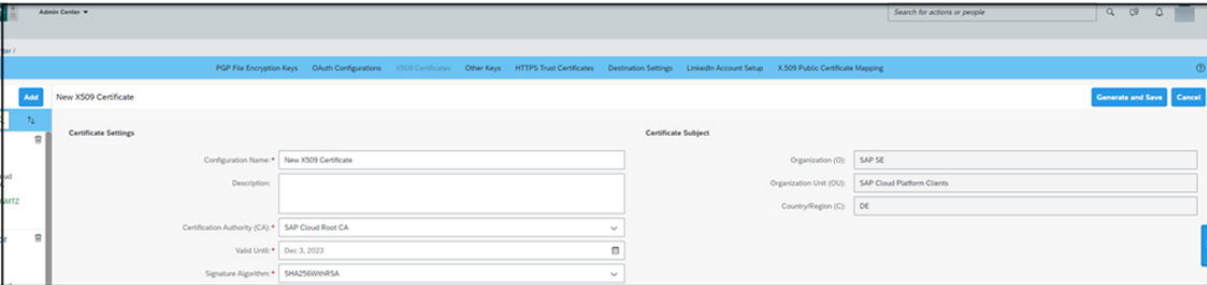 Admin Center
Search for actions or people
PGP File Encryption Keys OAuth Configurations X509 Certificates Other Keys HTTPS Trust Certificates Destination Settings LinkedIn Account Setup X.509 Public Certificate Mapping
Add New X509 Certificate Generate and Save Cancel
Certificate Settings
Configuration Name:* New X509 Certificate
Description:
Certification Authority (CA):* SAP Cloud Root CA
Valid Until:* Dec 3, 2023
Signature Algorithm:* SHA256WithRSA
Certificate Subject
Organization (O): SAP SE
Organization Unit (OU): SAP Cloud Platform Clients
Country/Region (C): DE